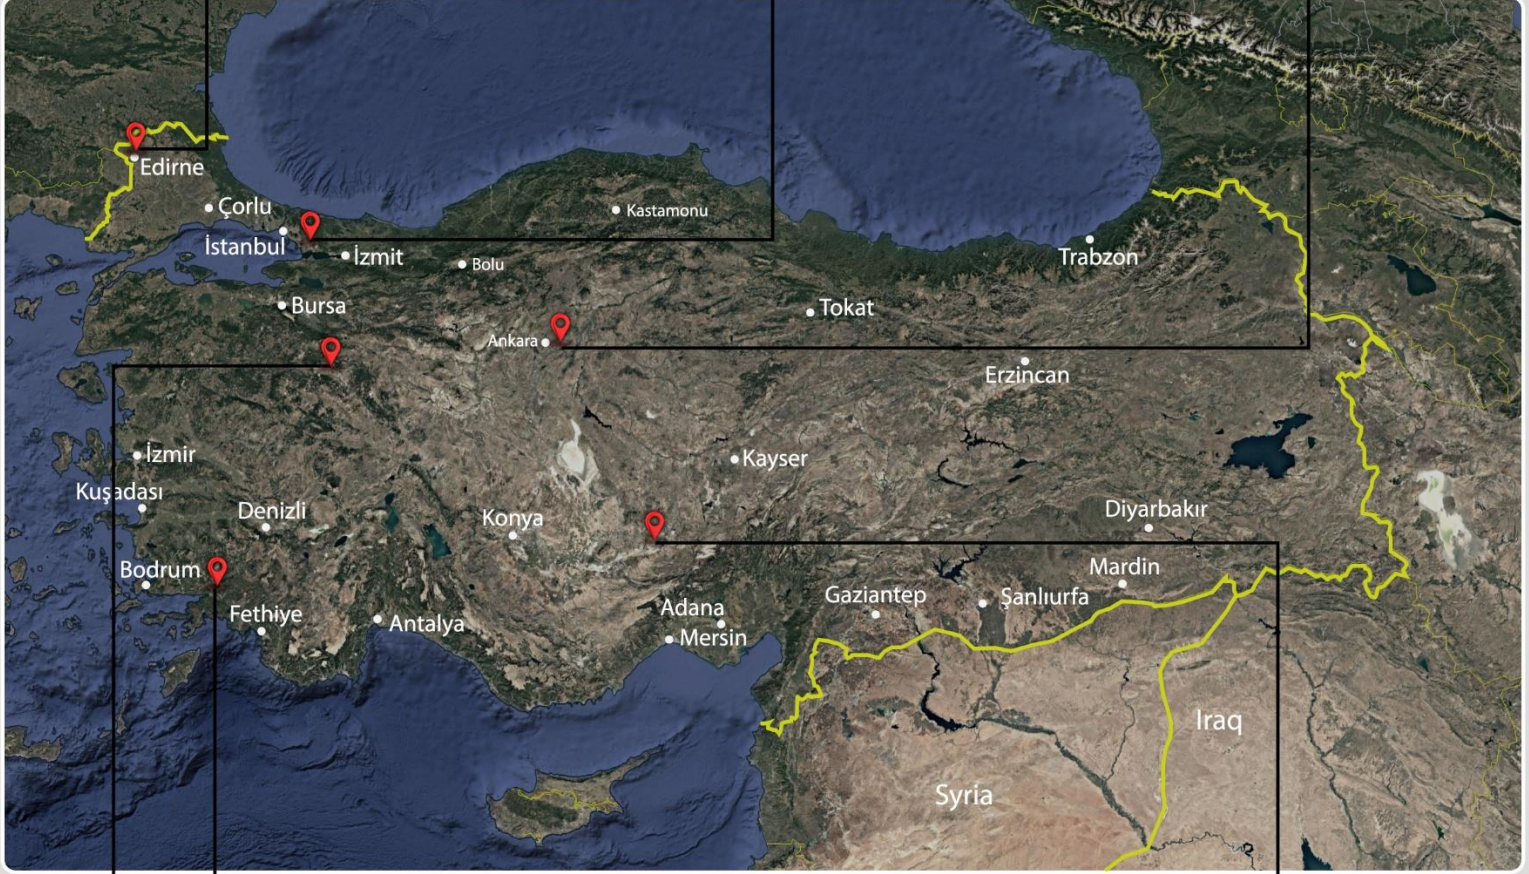 Edirne
Çorlu
Kastamonu
İstanbul
İzmit
Bolu
Trabzon
Bursa
Tokat
Ankara
Erzincan
İzmir
Kayser
Kuşadası
Denizli
Konya
Diyarbakır
Bodrum
Mardin
Gaziantep
Şanlıurfa
Fethiye
Adana
Antalya
Mersin
Iraq
Syria